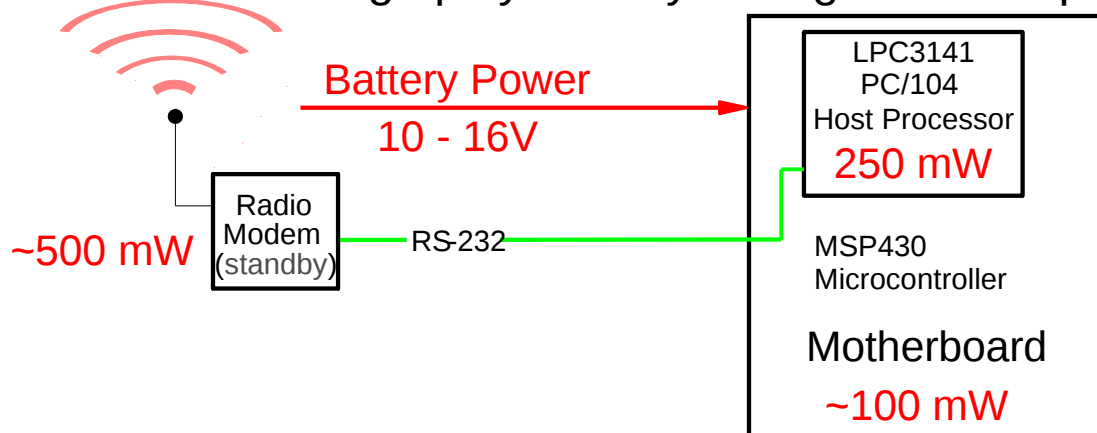 Battery Power
10 - 16V
LPC3141
PC/104
Host Processor
250 mW
Radio
Modem
(standby)
~500 mW
RS-232
MSP430
Microcontroller
Motherboard
~100 mW